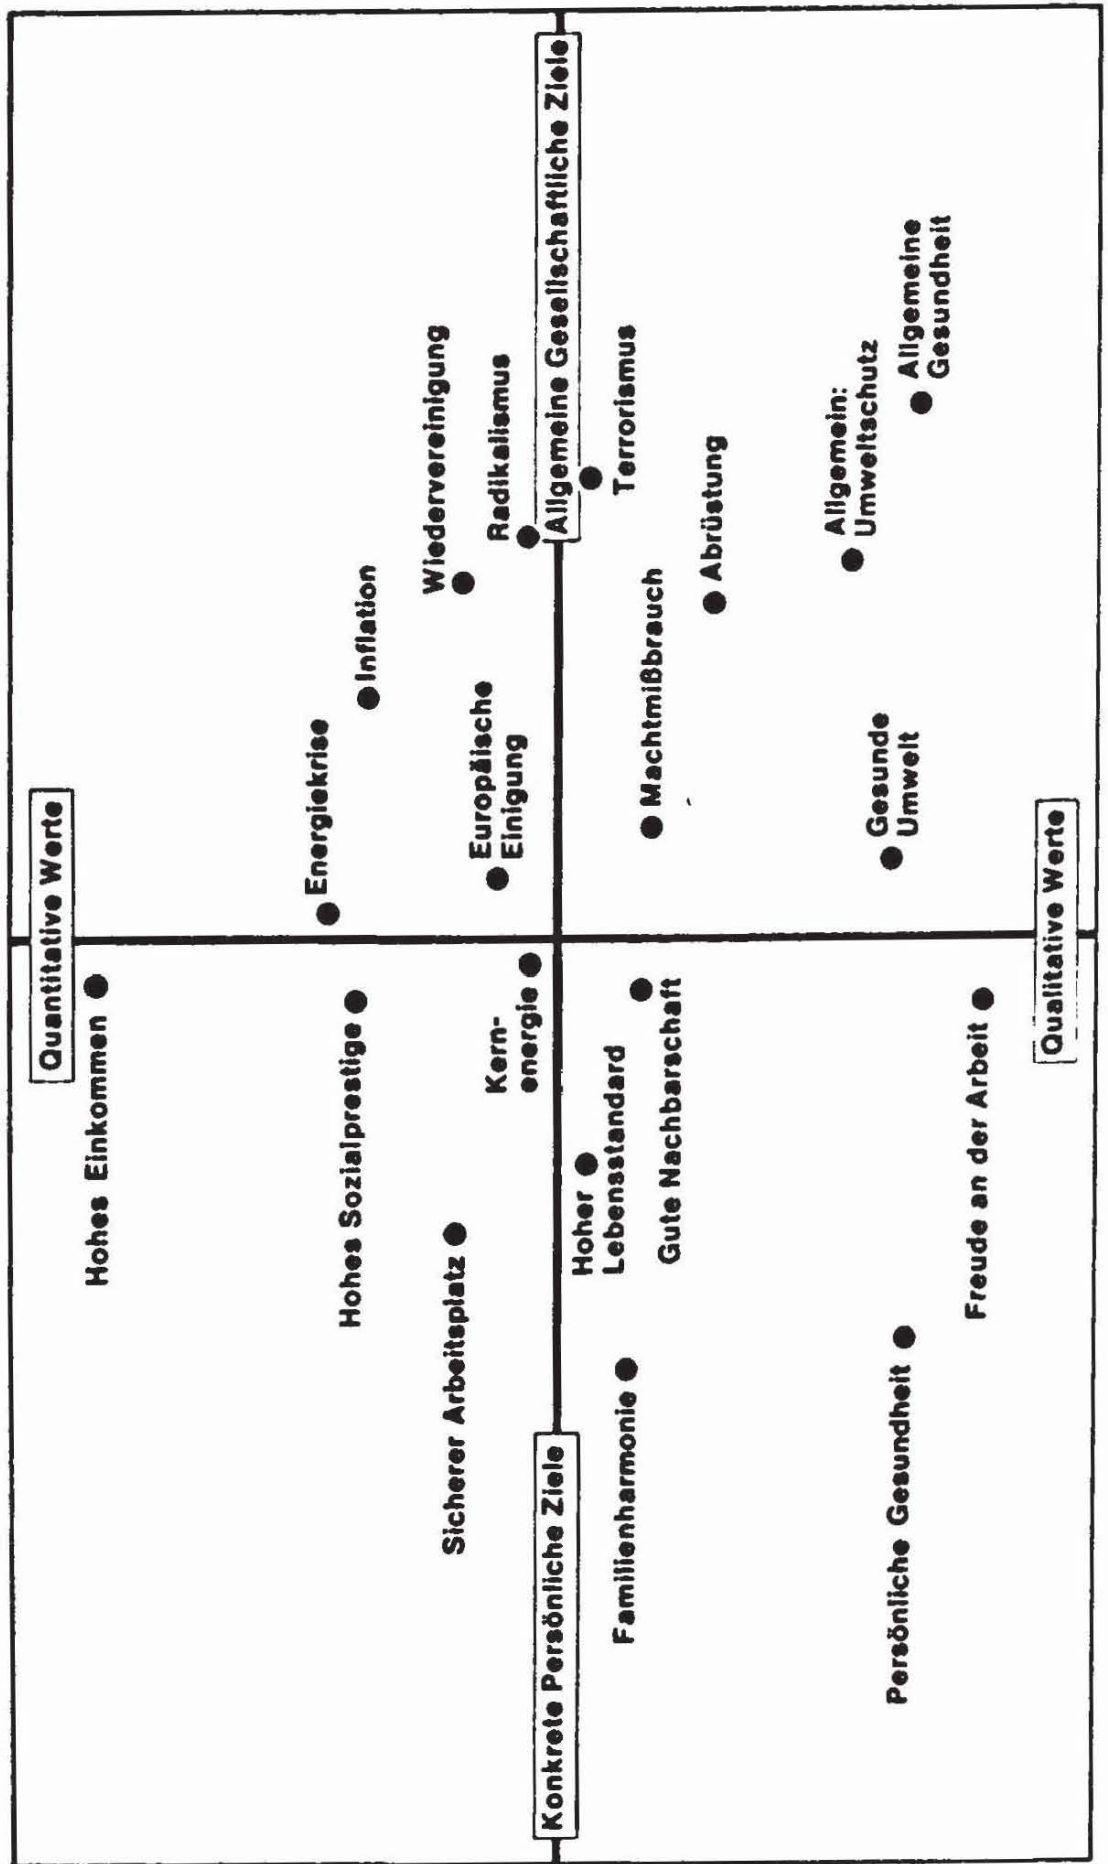 Quantitative Werte
Hohes Einkommen
Energiekrise
Hohes Sozialprestige
Inflation
Sicherer Arbeitsplatz
Wiedervereinigung
Europäische
Einigung
Kern-
energie
Radikalismus
Konkrete Persönliche Ziele
Allgemeine Gesellschaftliche Ziele
Hoher
Lebensstandard
Terrorismus
Familienharmonie
Gute Nachbarschaft
Machtmißbrauch
Abrüstung
Allgemein:
Umweltschutz
Gesunde
Umwelt
Persönliche Gesundheit
Allgemeine
Gesundheit
Freude an der Arbeit
Qualitative Werte